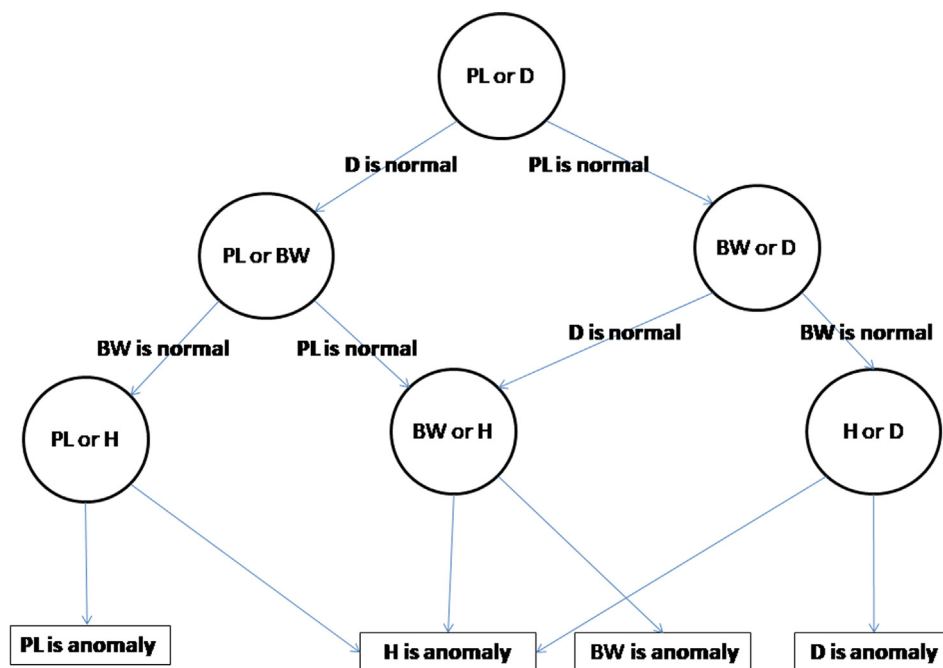 PL or D
D is normal
PL is normal
PL or BW
BW or D
BW is normal
PL is normal
D is normal
BW is normal
PL or H
BW or H
H or D
PL is anomaly
H is anomaly
BW is anomaly
D is anomaly